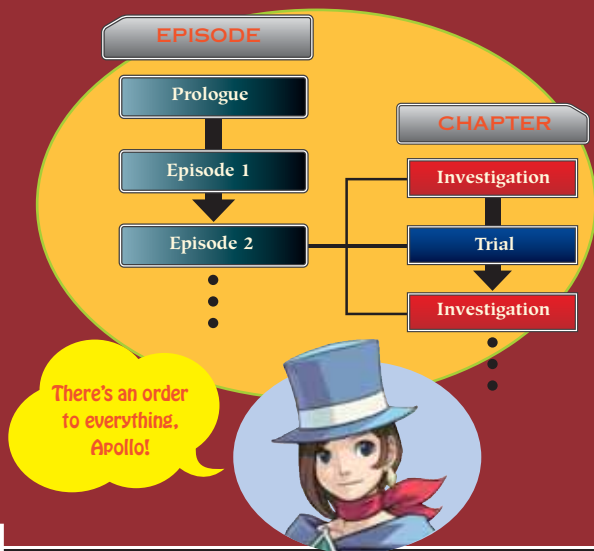 EPISODE
Prologue
Episode 1
Episode 2
CHAPTER
Investigation
Trial
Investigation
There's an order
to everything,
Apollo!